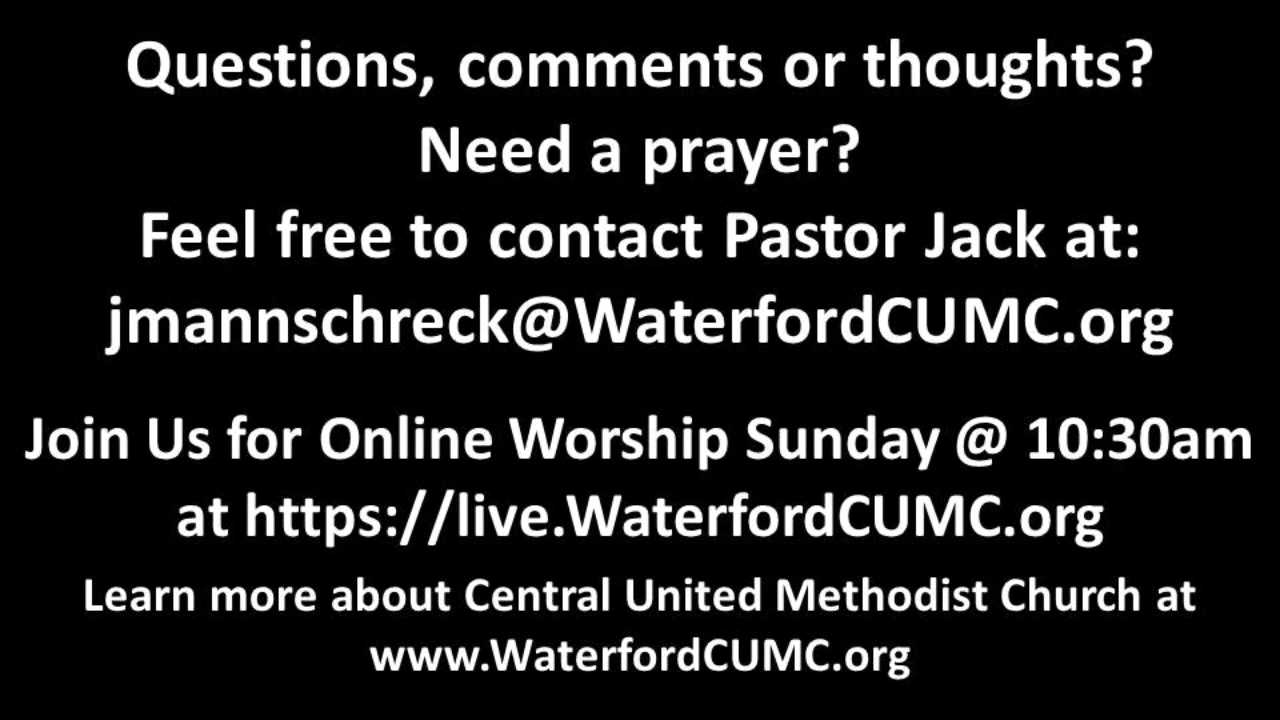 Questions, comments or thoughts?
Need a prayer?
Feel free to contact Pastor Jack at:
jmannschreck@WaterfordCUMC.org
Join Us for Online Worship Sunday @ 10:30am
at https://live.WaterfordCUMC.org
Learn more about Central United Methodist Church at
www.WaterfordCUMC.org